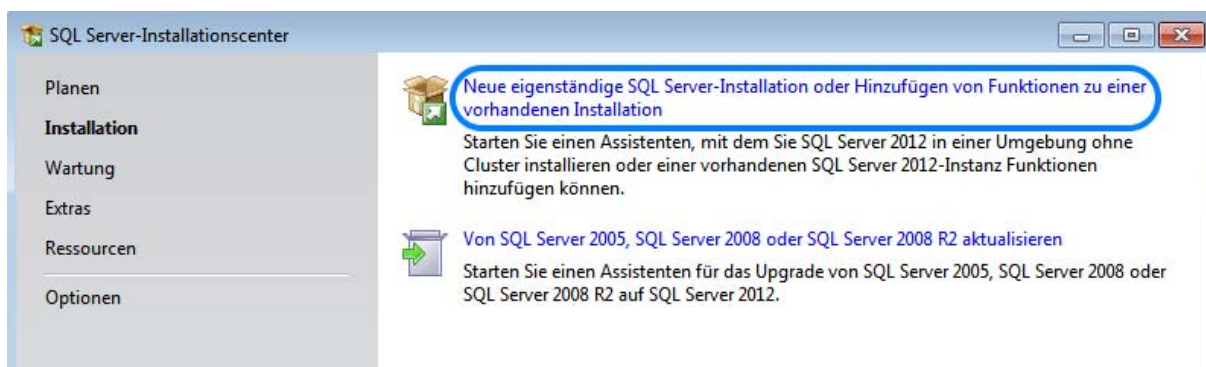 SQL Server-Installationscenter
Planen
Installation
Wartung
Extras
Ressourcen
Optionen
Neue eigenständige SQL Server-Installation oder Hinzufügen von Funktionen zu einer
vorhandenen Installation
Starten Sie einen Assistenten, mit dem Sie SQL Server 2012 in einer Umgebung ohne
Cluster installieren oder einer vorhandenen SQL Server 2012-Instanz Funktionen
hinzufügen können.
Von SQL Server 2005, SQL Server 2008 oder SQL Server 2008 R2 aktualisieren
Starten Sie einen Assistenten für das Upgrade von SQL Server 2005, SQL Server 2008 oder
SQL Server 2008 R2 auf SQL Server 2012.